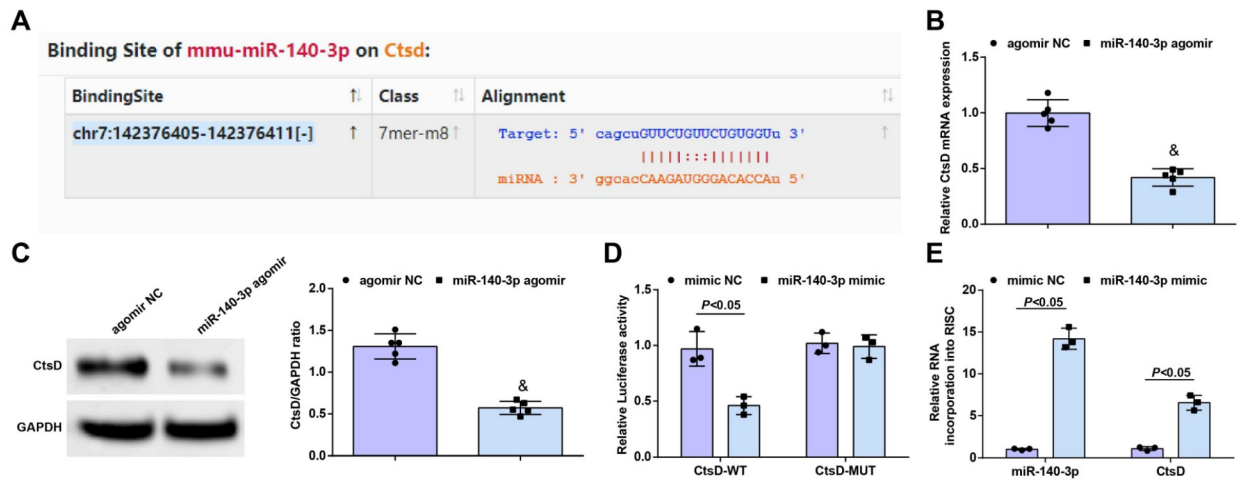 A
Binding Site of mmu-miR-140-3p on Ctsd:
BindingSite Class Alignment
chr7:142376405-142376411[-] 7mer-m8 Target: 5' cagcuGUUCUGUUCUGUGGUu 3'
|||||:::|||||||
miRNA : 3' ggcacCAAGAUGGGACACCAu 5'
B
agomir NC miR-140-3p agomir
Relative CtsD mRNA expression
1.5
1.0
0.5
0.0
&
C
agomir NC
miR-140-3p agomir
CtsD
GAPDH
agomir NC miR-140-3p agomir
CtsD/GAPDH ratio
2.0
1.5
1.0
0.5
0.0
&
D
mimic NC miR-140-3p mimic
Relative Luciferase activity
1.5
1.0
0.5
0.0
P<0.05
CtsD-WT CtsD-MUT
E
mimic NC miR-140-3p mimic
Relative RNA
incorporation into RISC
20
15
10
5
0
P<0.05
P<0.05
miR-140-3p CtsD